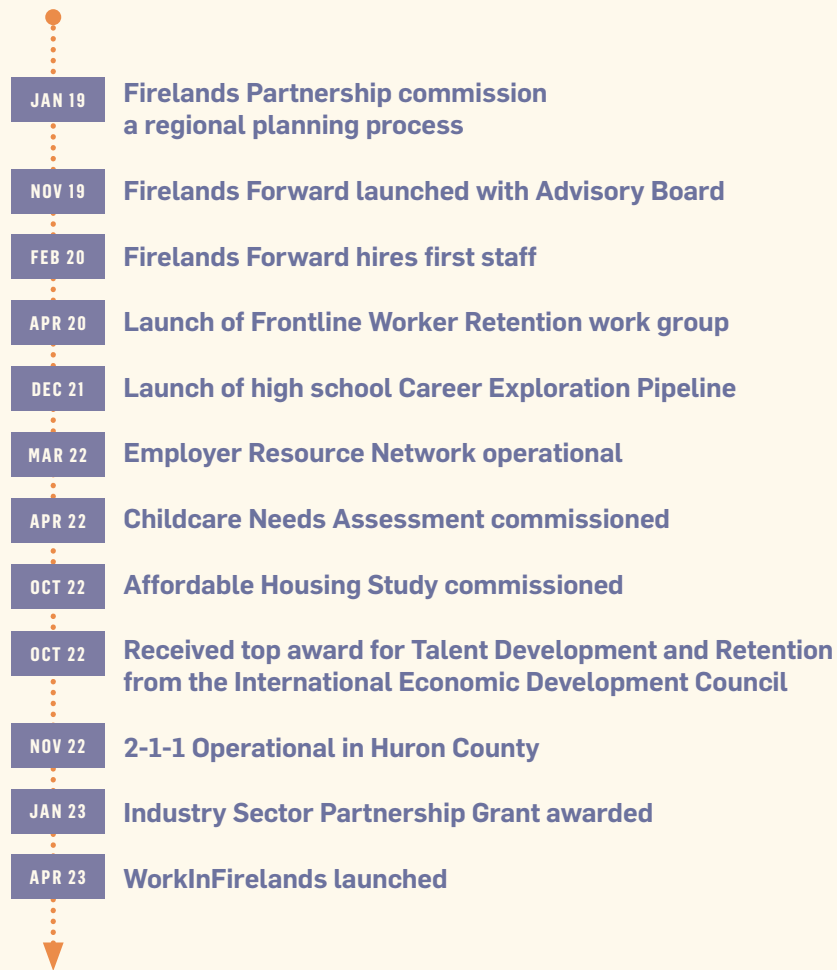 JAN 19
Firelands Partnership commission
a regional planning process
NOV 19
Firelands Forward launched with Advisory Board
FEB 20
Firelands Forward hires first staff
APR 20
Launch of Frontline Worker Retention work group
DEC 21
Launch of high school Career Exploration Pipeline
MAR 22
Employer Resource Network operational
APR 22
Childcare Needs Assessment commissioned
OCT 22
Affordable Housing Study commissioned
OCT 22
Received top award for Talent Development and Retention
from the International Economic Development Council
NOV 22
2-1-1 Operational in Huron County
JAN 23
Industry Sector Partnership Grant awarded
APR 23
WorkInFirelands launched